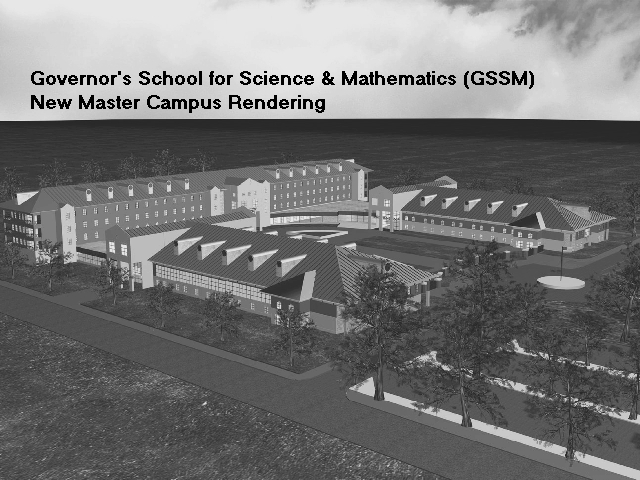 Governor's School for Science & Mathematics (GSSM)
New Master Campus Rendering